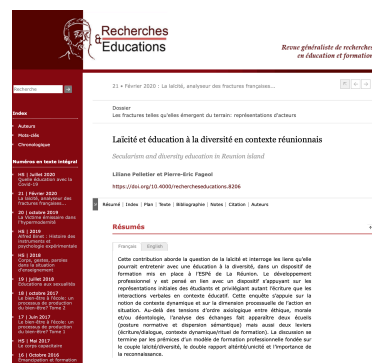 Recherches
&Educations
Revue généraliste de recherches
en éducation et formation
Recherche
Index
Auteurs
Mots-clés
Chronologique
Numéros en texte intégral
HS | Juillet 2020
Quelle éducation avec la
Covid-19
21 | Février 2020
La laïcité, analyseur des
fractures françaises...
20 | octobre 2019
La Victime émissaire dans
l'hypermodernité
HS | 2019
Alfred Binet : Histoire des
instruments et
psychologie expérimentale
HS | 2018
Corps, gestes, paroles
dans la situation
d'enseignement
19 | juillet 2018
Educations aux sexualités
18 | octobre 2017
Le bien-être à l'école: un
processus de production
du bien-être? Tome 2
17 | Juin 2017
Le bien-être à l'école: un
processus de production
du bien-être? Tome 1
HS | Mai 2017
Le corps capacitaire
16 | Octobre 2016
Émancipation et formation
21 • Février 2020 : La laïcité, analyseur des fractures françaises...
Dossier
Les fractures telles qu'elles émergent du terrain: représentations d'acteurs
Laïcité et éducation à la diversité en contexte réunionnais
Secularism and diversity education in Reunion island
Liliane Pelletier et Pierre-Eric Fageol
https://doi.org/10.4000/rechercheseducations.8206
Résumé | Index | Plan | Texte | Bibliographie | Notes | Citation | Auteurs
Résumés
Français English
Cette contribution aborde la question de la laïcité et interroge les liens qu'elle
pourrait entretenir avec une éducation à la diversité, dans un dispositif de
formation mis en place à l'ESPE de La Réunion. Le développement
professionnel y est pensé en lien avec un dispositif s'appuyant sur les
représentations initiales des étudiants et privilégiant autant l'écriture que les
interactions verbales en contexte éducatif. Cette enquête s'appuie sur la
notion de contexte dynamique et sur la dimension processuelle de l'action en
situation. Au-delà des tensions d'ordre axiologique entre éthique, morale
et/ou déontologie, l'analyse des échanges fait apparaître deux écueils
(posture normative et dispersion sémantique) mais aussi deux leviers
(écriture/dialogue, contexte dynamique/rituel de formation). La discussion se
termine par les prémices d'un modèle de formation professionnelle fondée sur
le couple laïcité/diversité, le double rapport altérité/unicité et l'importance de
la reconnaissance.